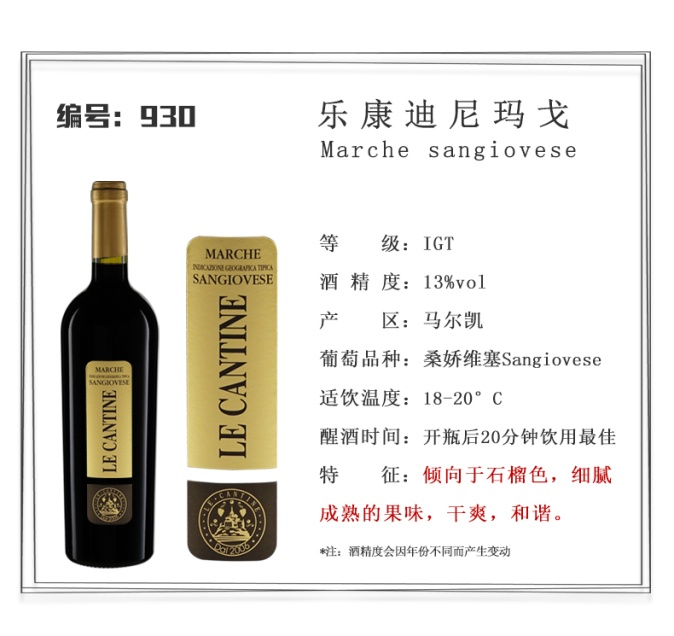 编号：930
乐康迪尼玛戈
Marche sangiovese
等 级：IGT
酒 精 度：13%vol
产 区：马尔凯
葡萄品种：桑娇维塞Sangiovese
适饮温度：18-20° C
醒酒时间：开瓶后20分钟饮用最佳
特 征：倾向于石榴色，细腻
成熟的果味，干爽，和谐。
*注：酒精度会因年份不同而产生变动
MARCHE
INDICAZIONE GEOGRAFICA TIPICA
SANGIOVESE
LE CANTINE
LE CANTINE
Dal 2006
MARCHE
INDICAZIONE GEOGRAFICA TIPICA
SANGIOVESE
LE CANTINE